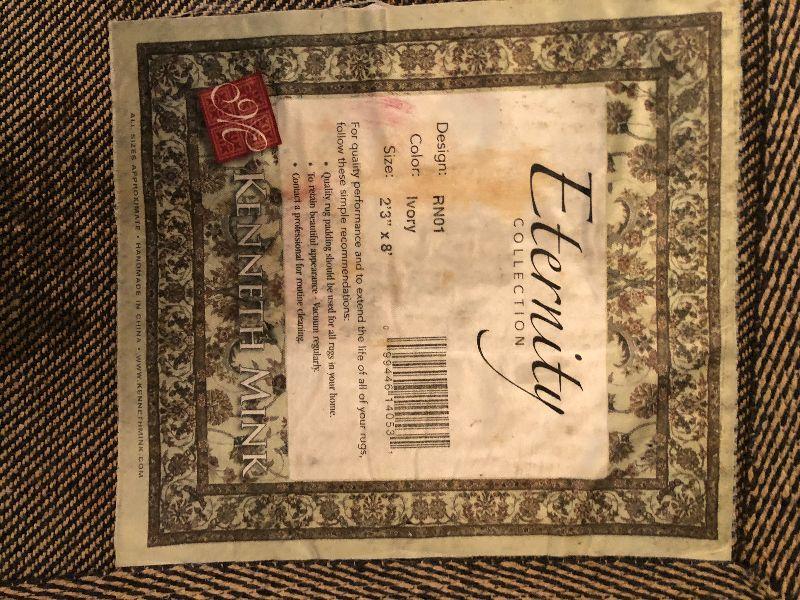 Eternity
COLLECTION
Design: RN01
Color: Ivory
Size: 2'3" x 8'
For quality performance and to extend the life of all of your rugs,
follow these simple recommendations:
• Quality rug padding should be used for all rugs in your home.
• To retain beautiful appearance - Vacuum regularly.
• Contact a professional for routine cleaning.
M
KENNETH MINK
ALL SIZES APPROXIMATE • HANDMADE IN CHINA • WWW.KENNETHMINK.COM